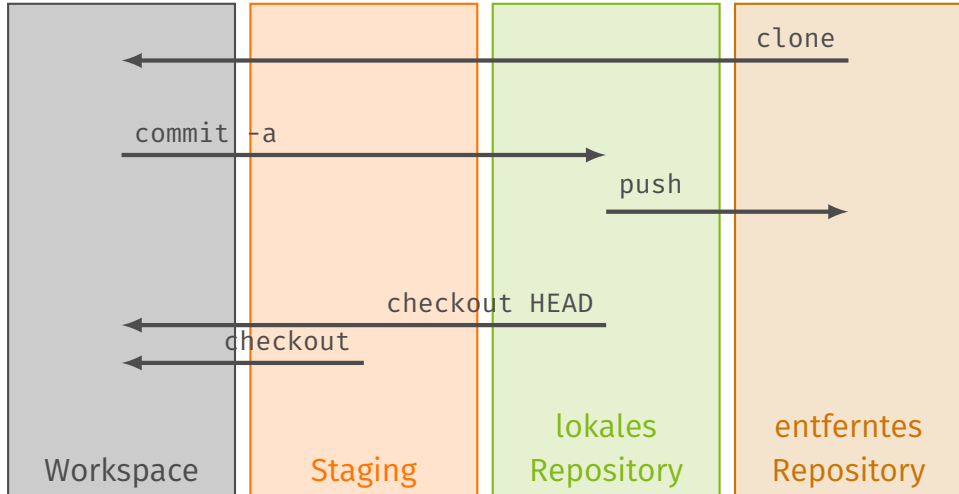 clone
commit -a
push
checkout HEAD
checkout
Workspace
Staging
lokales
Repository
entferntes
Repository